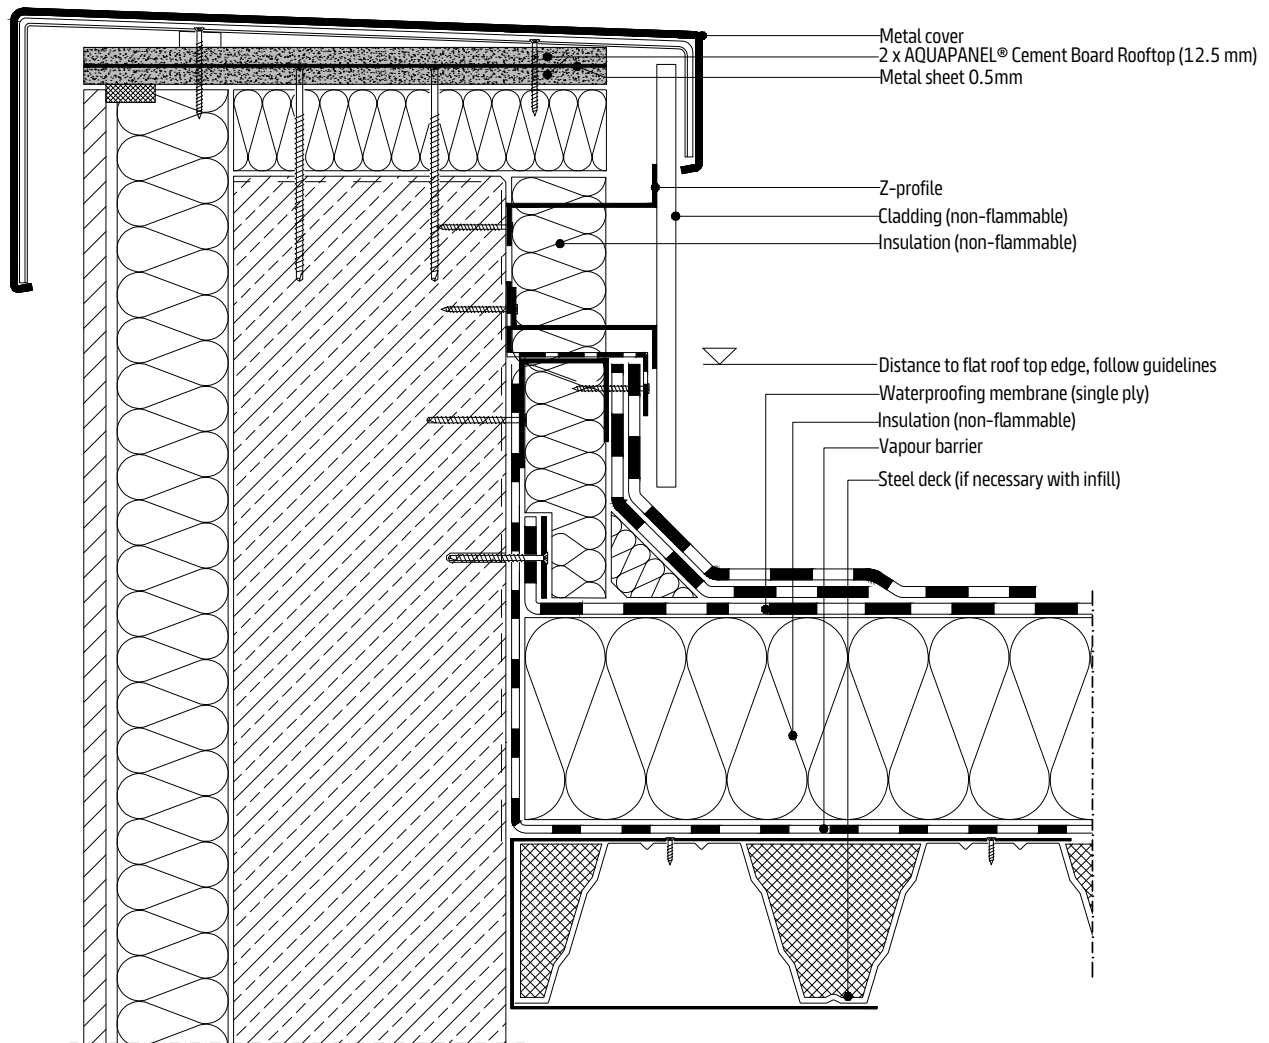 Metal cover
2 x AQUAPANEL® Cement Board Rooftop (12.5 mm)
Metal sheet 0.5mm
Z-profile
Cladding (non-flammable)
Insulation (non-flammable)
Distance to flat roof top edge, follow guidelines
Waterproofing membrane (single ply)
Insulation (non-flammable)
Vapour barrier
Steel deck (if necessary with infill)